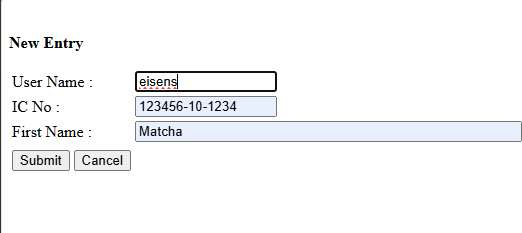 New Entry
User Name : eisens
IC No : 123456-10-1234
First Name : Matcha
Submit Cancel